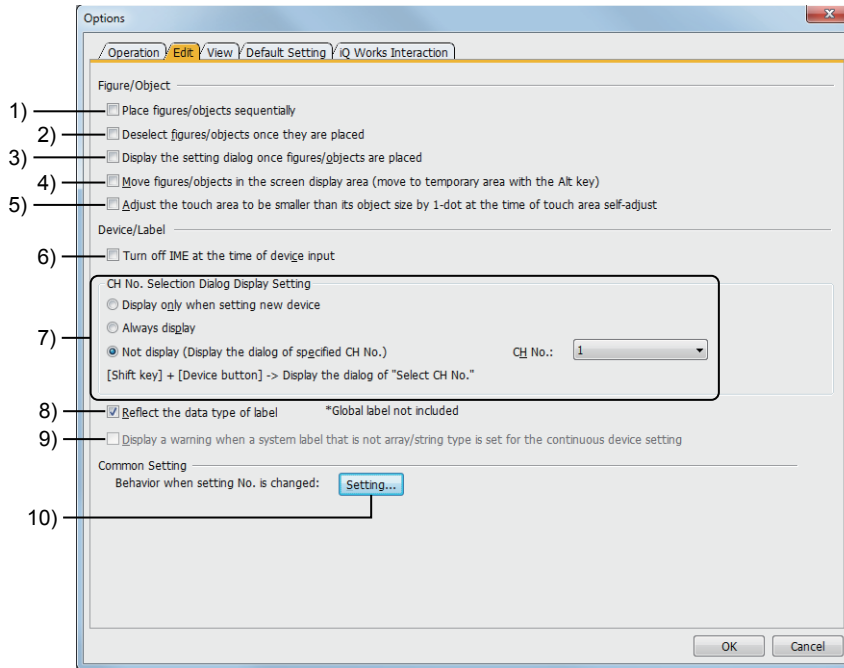 Options
Operation Edit View Default Setting iQ Works Interaction
Figure/Object
1) Place figures/objects sequentially
2) Deselect figures/objects once they are placed
3) Display the setting dialog once figures/objects are placed
4) Move figures/objects in the screen display area (move to temporary area with the Alt key)
5) Adjust the touch area to be smaller than its object size by 1-dot at the time of touch area self-adjust
Device/Label
6) Turn off IME at the time of device input
CH No. Selection Dialog Display Setting
Display only when setting new device
Always display
7) Not display (Display the dialog of specified CH No.) CH No.: 1
[Shift key] + [Device button] -> Display the dialog of "Select CH No."
8) Reflect the data type of label *Global label not included
9) Display a warning when a system label that is not array/string type is set for the continuous device setting
Common Setting
Behavior when setting No. is changed: Setting...
10)
OK Cancel